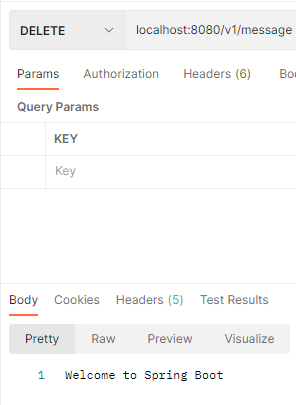 DELETE localhost:8080/v1/message
Params Authorization Headers (6) Bo
Query Params
KEY
Key
Body Cookies Headers (5) Test Results
Pretty Raw Preview Visualize
1 Welcome to Spring Boot